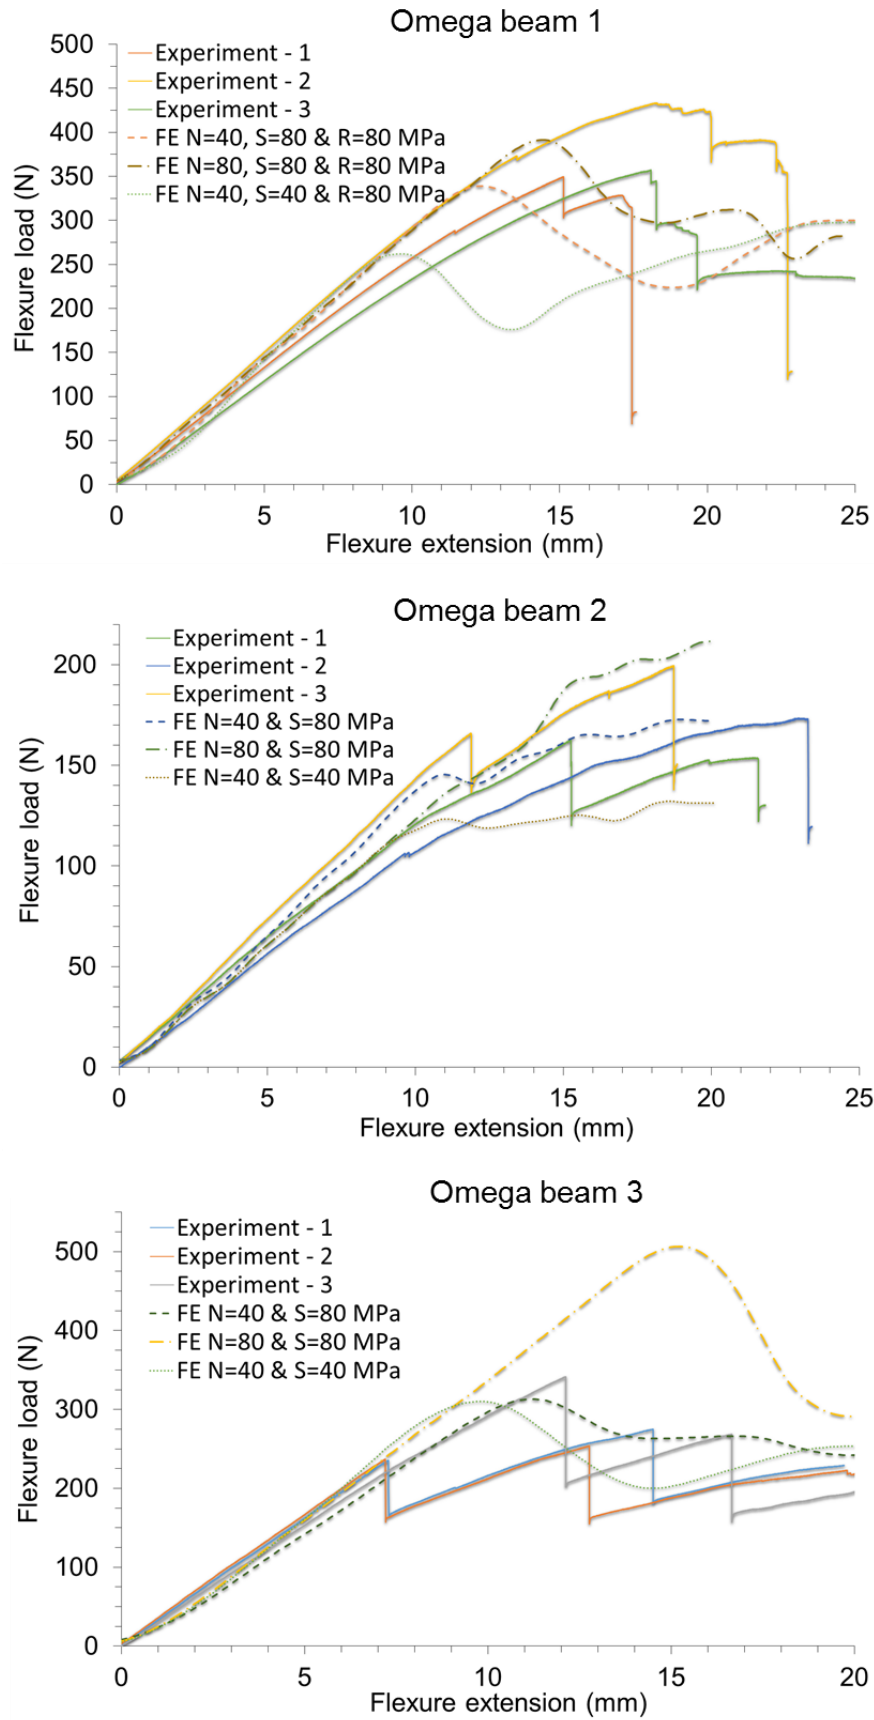 Omega beam 1
500
450
400
350
300
250
200
150
100
50
0
Flexure load (N)
Experiment - 1
Experiment - 2
Experiment - 3
FE N=40, S=80 & R=80 MPa
FE N=80, S=80 & R=80 MPa
FE N=40, S=40 & R=80 MPa
0 5 10 15 20 25
Flexure extension (mm)
Omega beam 2
200
150
100
50
0
Flexure load (N)
Experiment - 1
Experiment - 2
Experiment - 3
FE N=40 & S=80 MPa
FE N=80 & S=80 MPa
FE N=40 & S=40 MPa
0 5 10 15 20 25
Flexure extension (mm)
Omega beam 3
500
400
300
200
100
0
Flexure load (N)
Experiment - 1
Experiment - 2
Experiment - 3
FE N=40 & S=80 MPa
FE N=80 & S=80 MPa
FE N=40 & S=40 MPa
0 5 10 15 20
Flexure extension (mm)